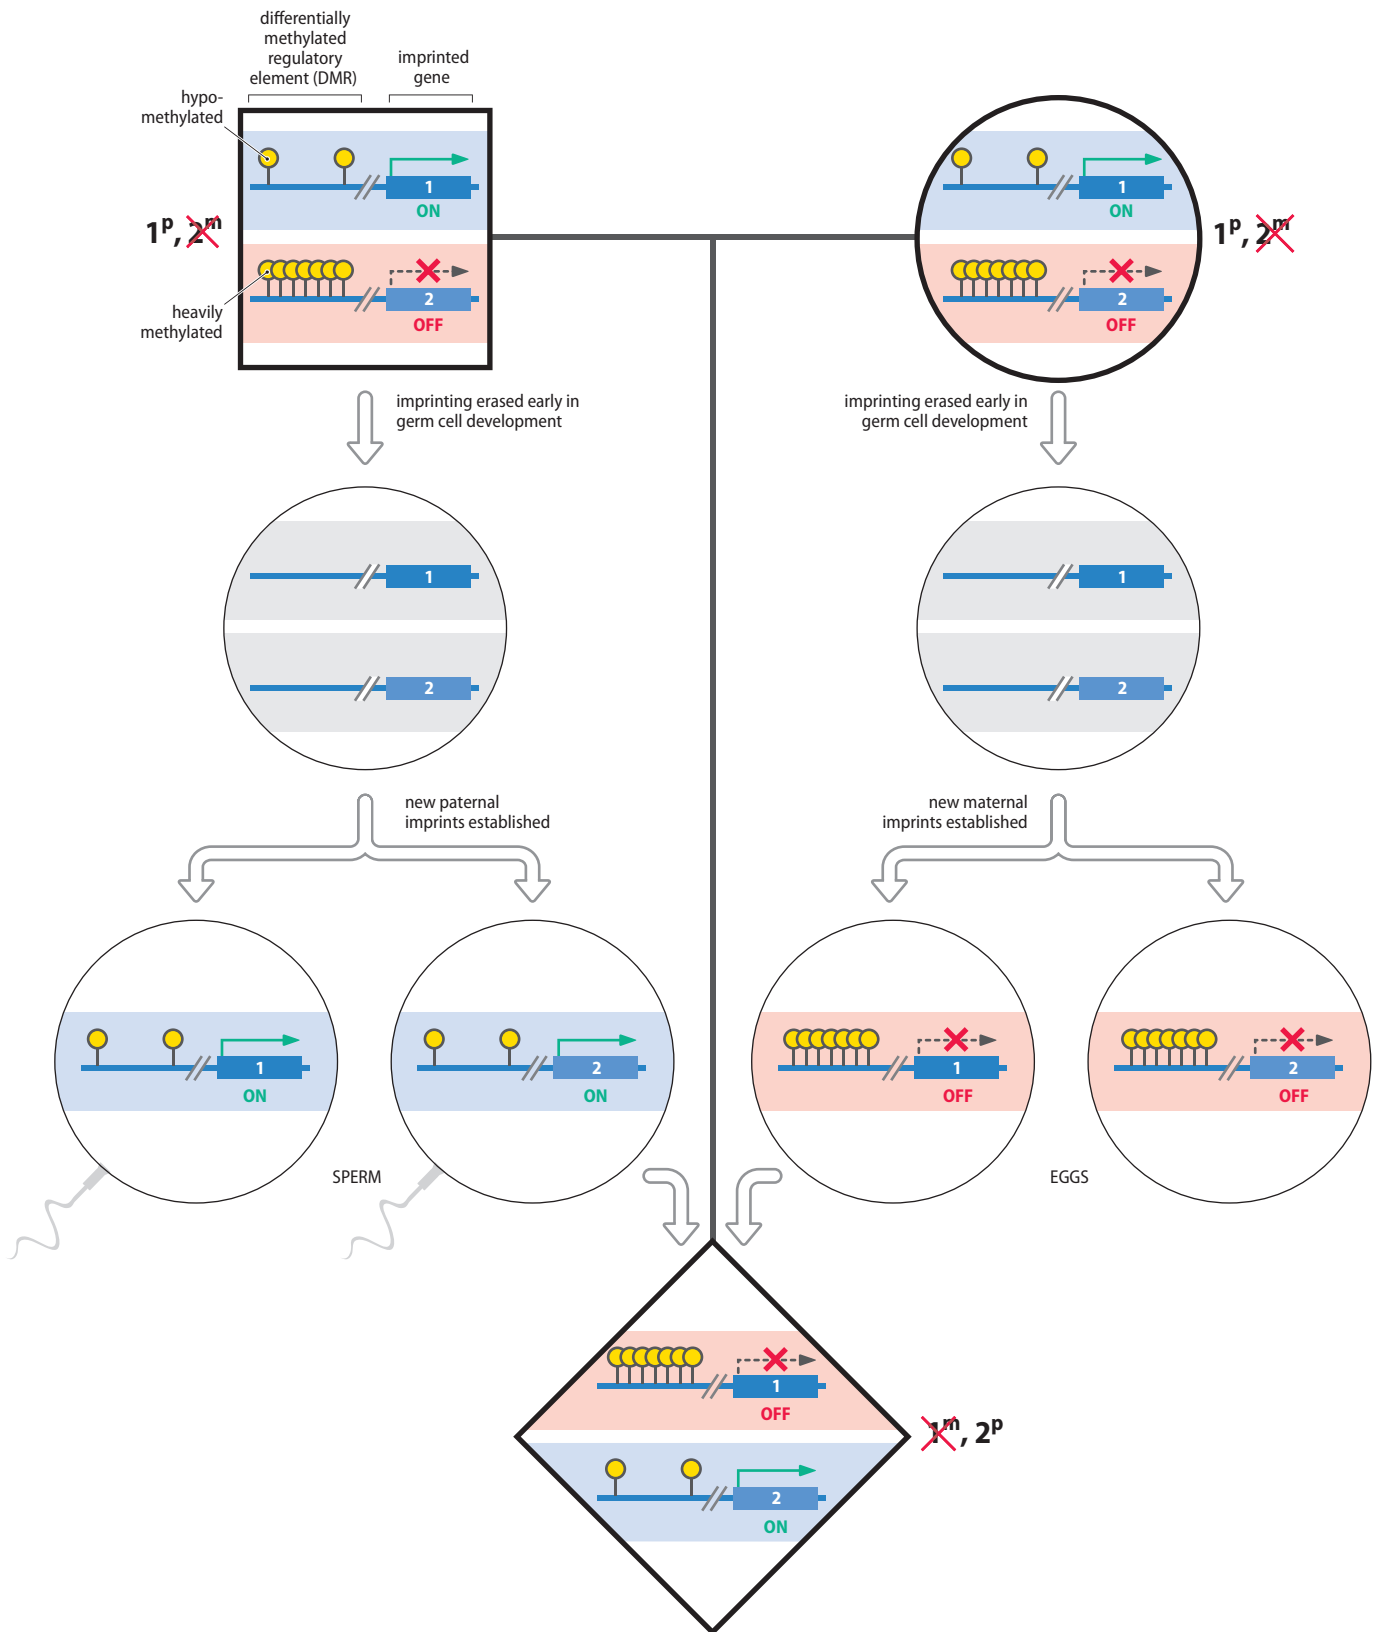 differentially
methylated
regulatory
element (DMR)
imprinted
gene
hypo-
methylated
1
ON
1
ON
1ᵖ, 2ᵐ
1ᵖ, 2ᵐ
2
OFF
2
OFF
heavily
methylated
imprinting erased early in
germ cell development
imprinting erased early in
germ cell development
1
1
2
2
new paternal
imprints established
new maternal
imprints established
1
ON
2
ON
1
OFF
2
OFF
SPERM
EGGS
1
OFF
1ᵐ, 2ᵖ
2
ON